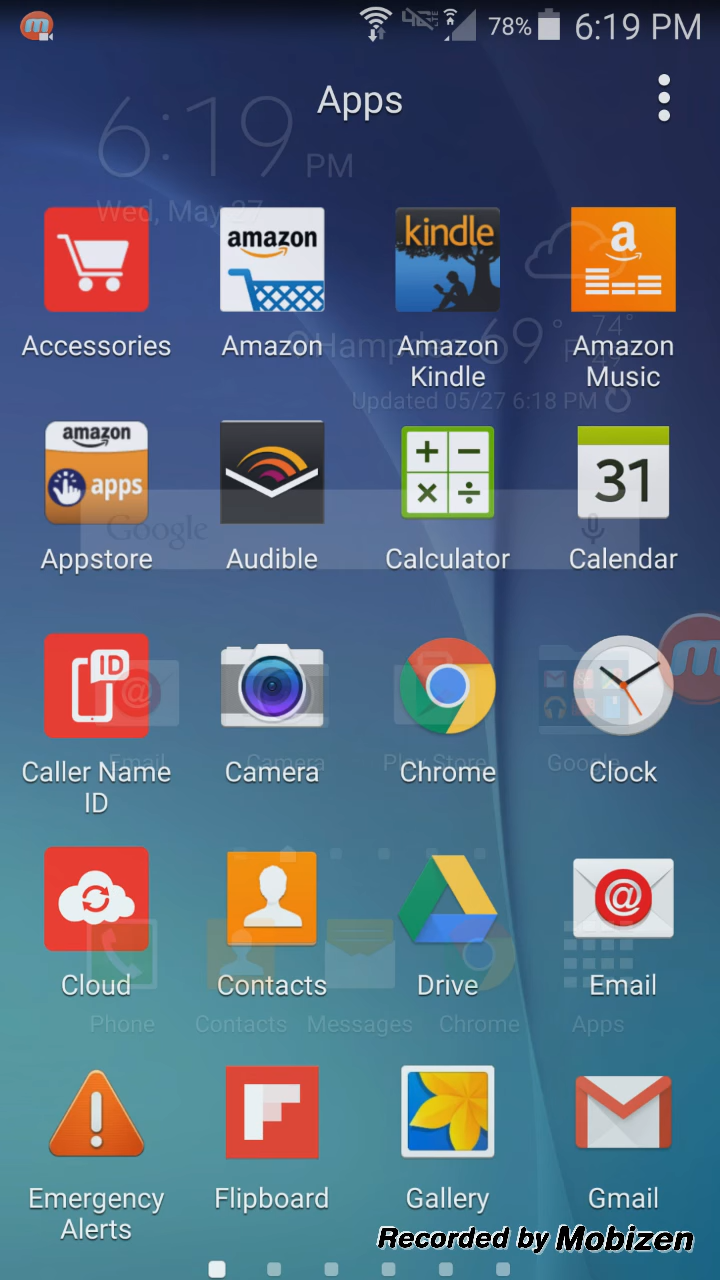 78% 6:19 PM
Apps
6:19 PM
Wed, May 27
amazon
kindle
a
Accessories
Amazon
Amazon
Kindle
Amazon
Music
69°
74°
Updated 05/27 6:18 PM
amazon
apps
31
Google
Appstore
Audible
Calculator
Calendar
ID
@
Email
Camera
Play Store
Google
Caller Name
ID
Camera
Chrome
Clock
@
Cloud
Contacts
Drive
Email
Phone
Contacts
Messages
Chrome
Apps
Emergency
Alerts
Flipboard
Gallery
Gmail
Recorded by Mobizen